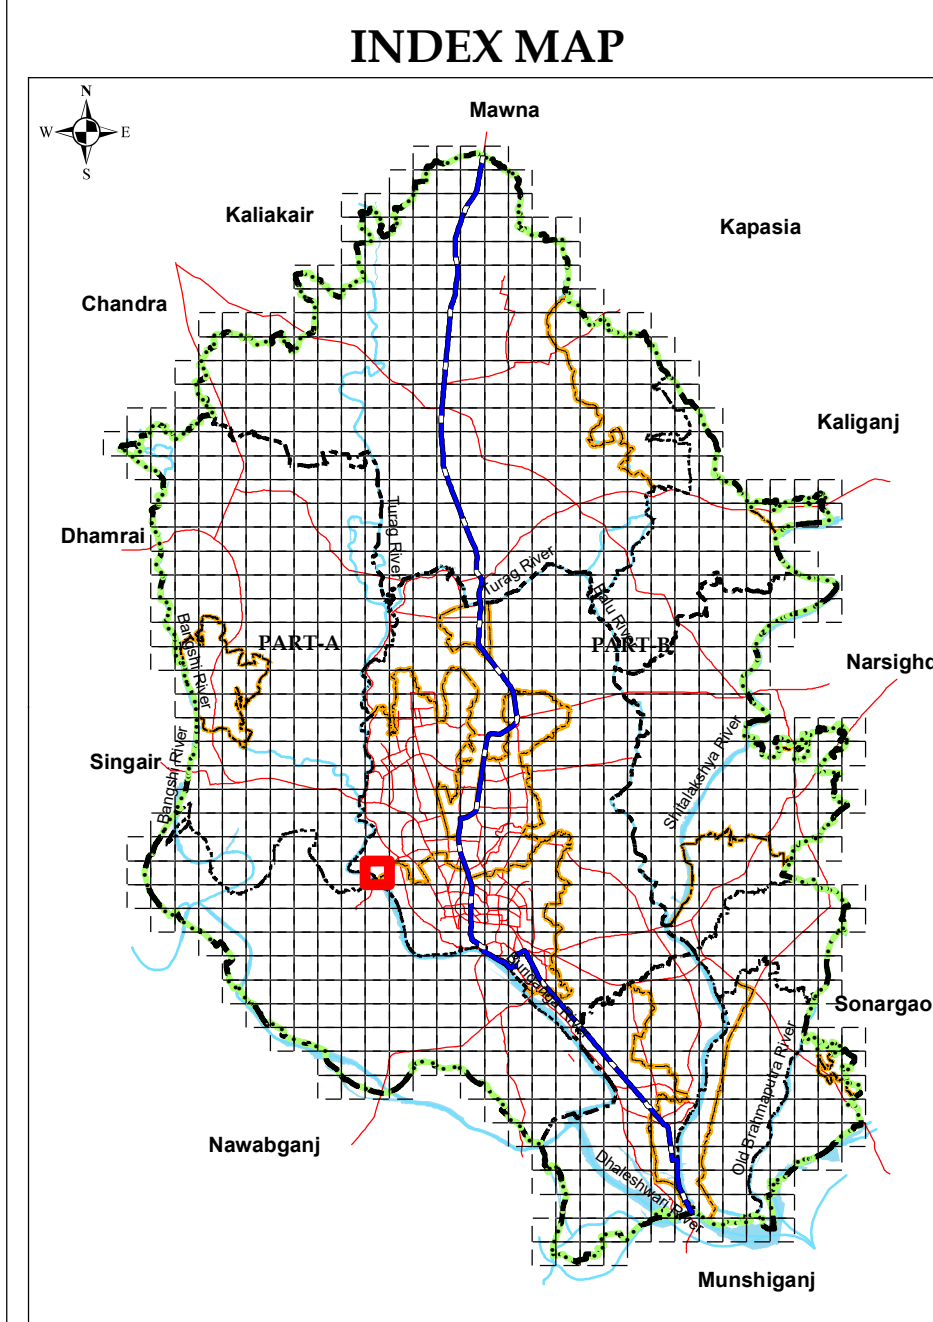 INDEX MAP
N
W E
S
Mawna
Kaliakair
Kapasia
Chandra
Kaliganj
Dhamrai
Turag River
Turag River
Balu River
Bangshi River
PART-A
PART-B
Narsighd
Singair
Bangshi River
Shitalakshya River
Buriganga River
Sonargao
Old Brahmaputra River
Nawabganj
Dhaleshwari River
Munshiganj